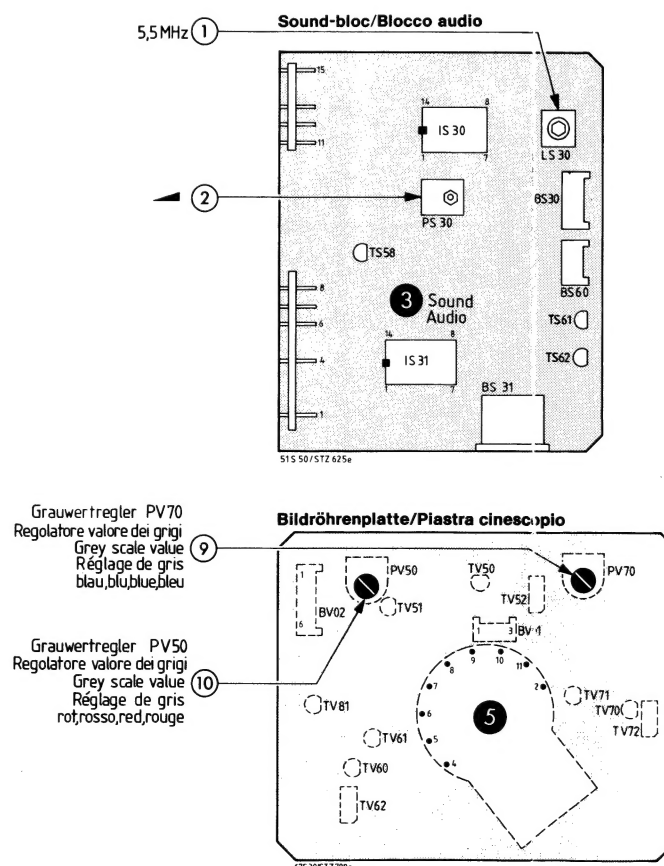 Sound-bloc/Blocco audio
5,5 MHz 1
15
11
14
8
IS 30
1
7
LS 30
2
PS 30
BS30
TS58
BS60
8
6
4
1
3 Sound
Audio
TS61
TS62
14
8
IS 31
1
7
BS 31
51S 50/STZ 625e
Bildröhrenplatte/Piastra cinescopio
Grauwertregler PV70
Regolatore valore dei grigi
Grey scale value
Réglage de gris
blau,blu,blue,bleu
9
Grauwertregler PV50
Regolatore valore dei grigi
Grey scale value
Réglage de gris
rot,rosso,red,rouge
10
PV50
TV50
PV70
1
6
BV02
TV51
TV52
1
3
9
10
11
8
7
2
6
5
4
5
TV81
TV61
TV60
TV62
TV71
TV70
TV72